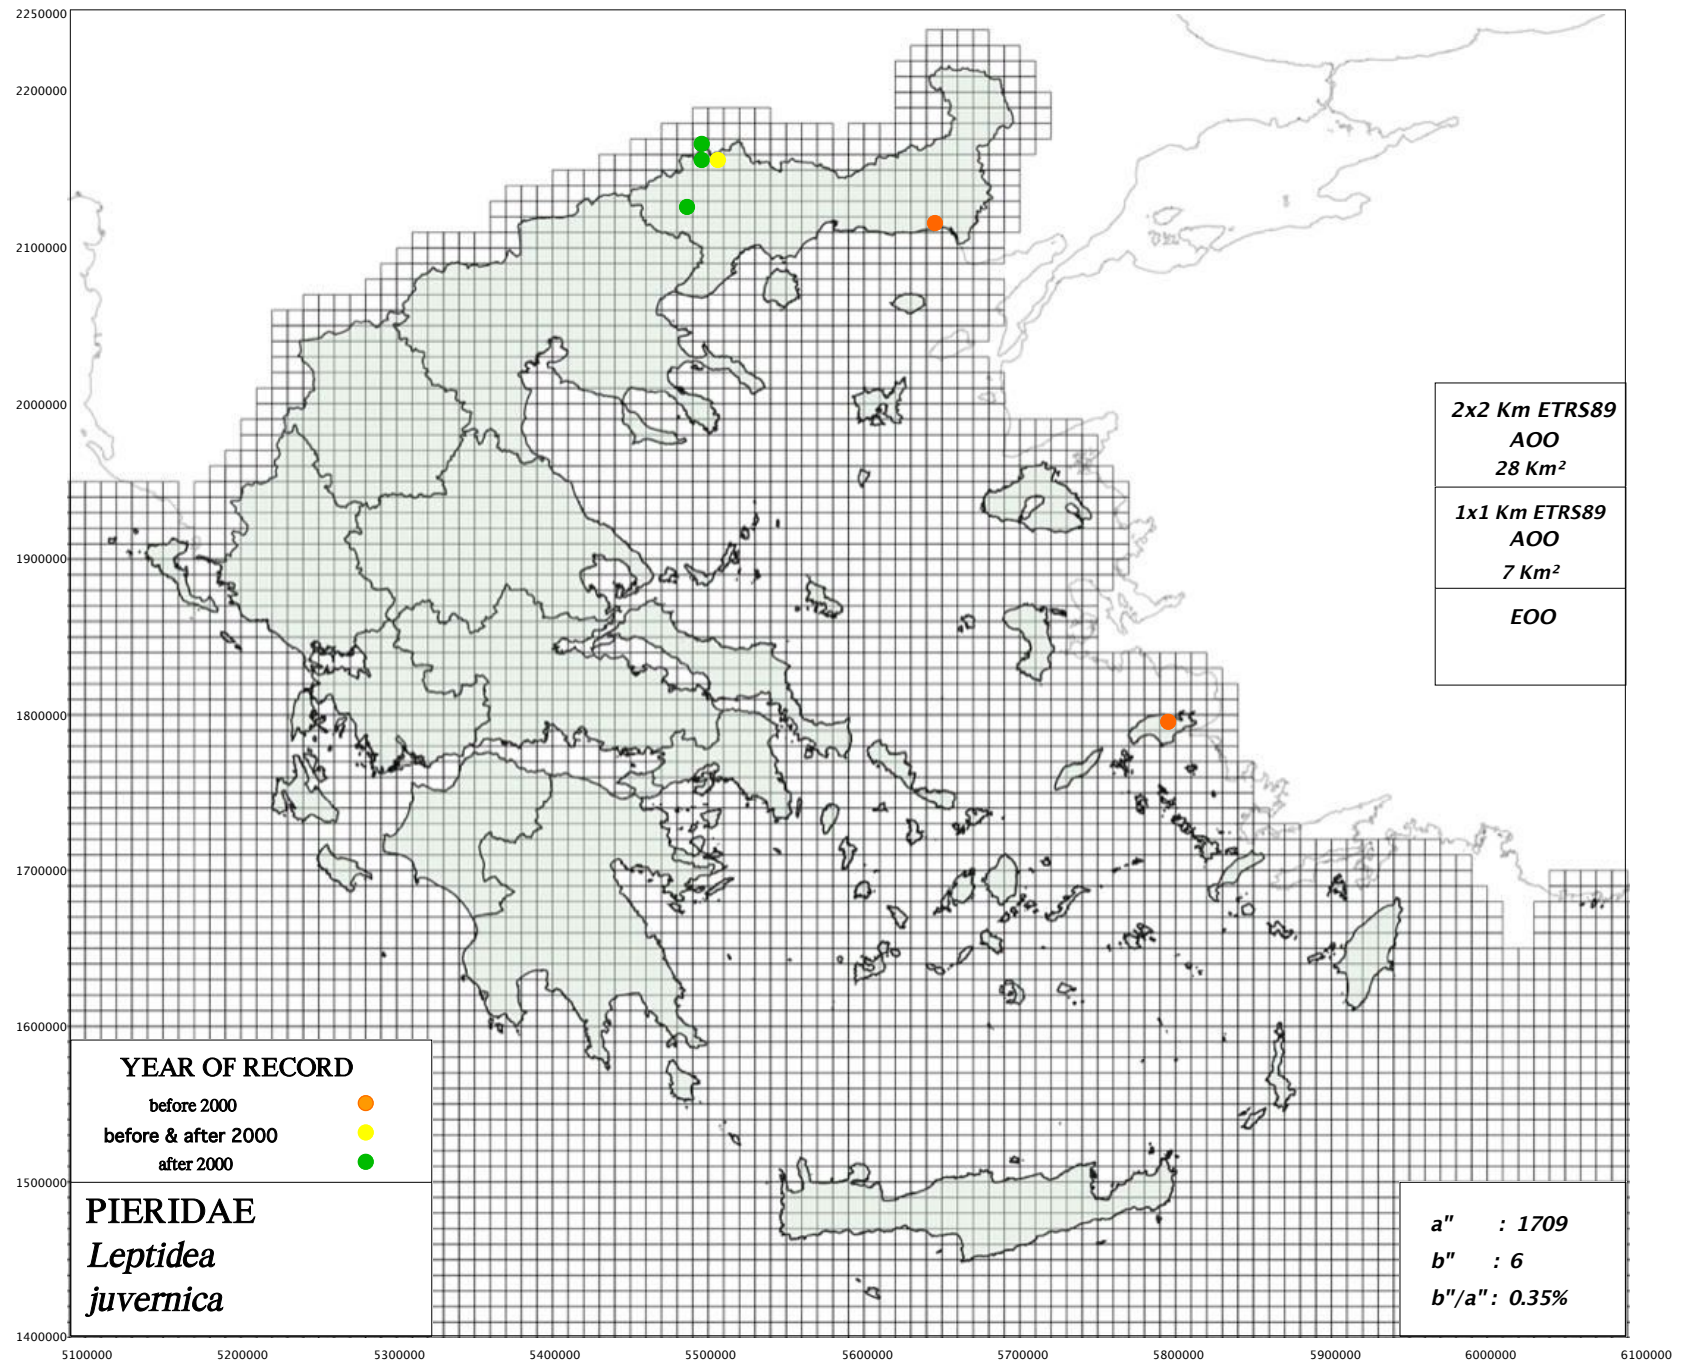 2250000
2200000
2100000
2000000
1900000
1800000
1700000
1600000
1500000
1400000
2x2 Km ETRS89
AOO
28 Km²
1x1 Km ETRS89
AOO
7 Km²
EOO
YEAR OF RECORD
before 2000
before & after 2000
after 2000
PIERIDAE
Leptidea
juvernica
a" : 1709
b" : 6
b"/a" : 0.35%
5100000 5200000 5300000 5400000 5500000 5600000 5700000 5800000 5900000 6000000 6100000